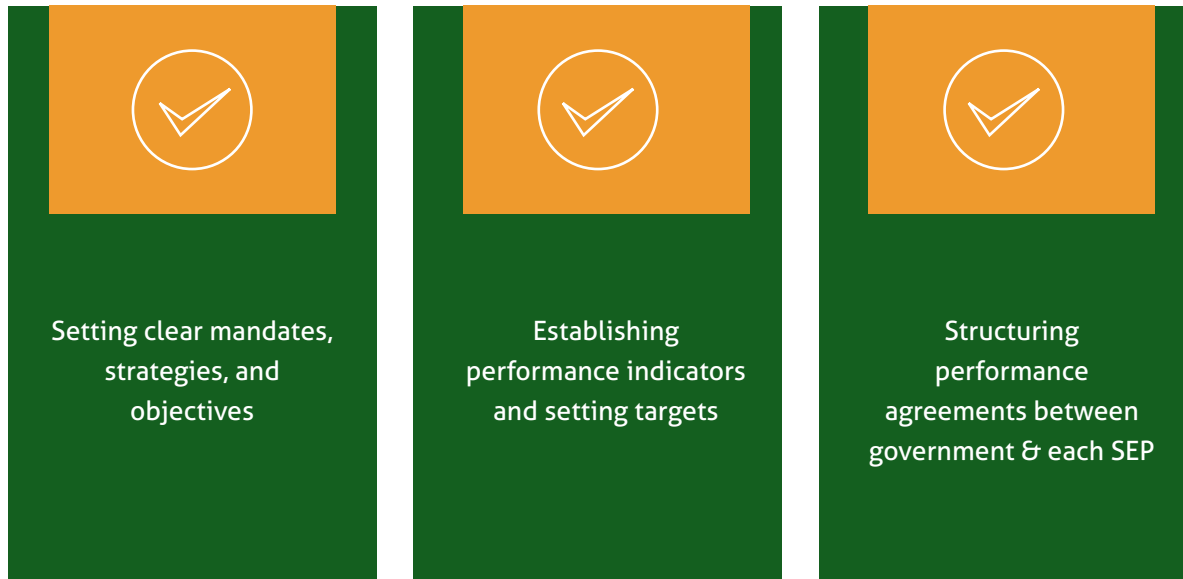 Setting clear mandates,
strategies, and
objectives
Establishing
performance indicators
and setting targets
Structuring
performance
agreements between
government & each SEP